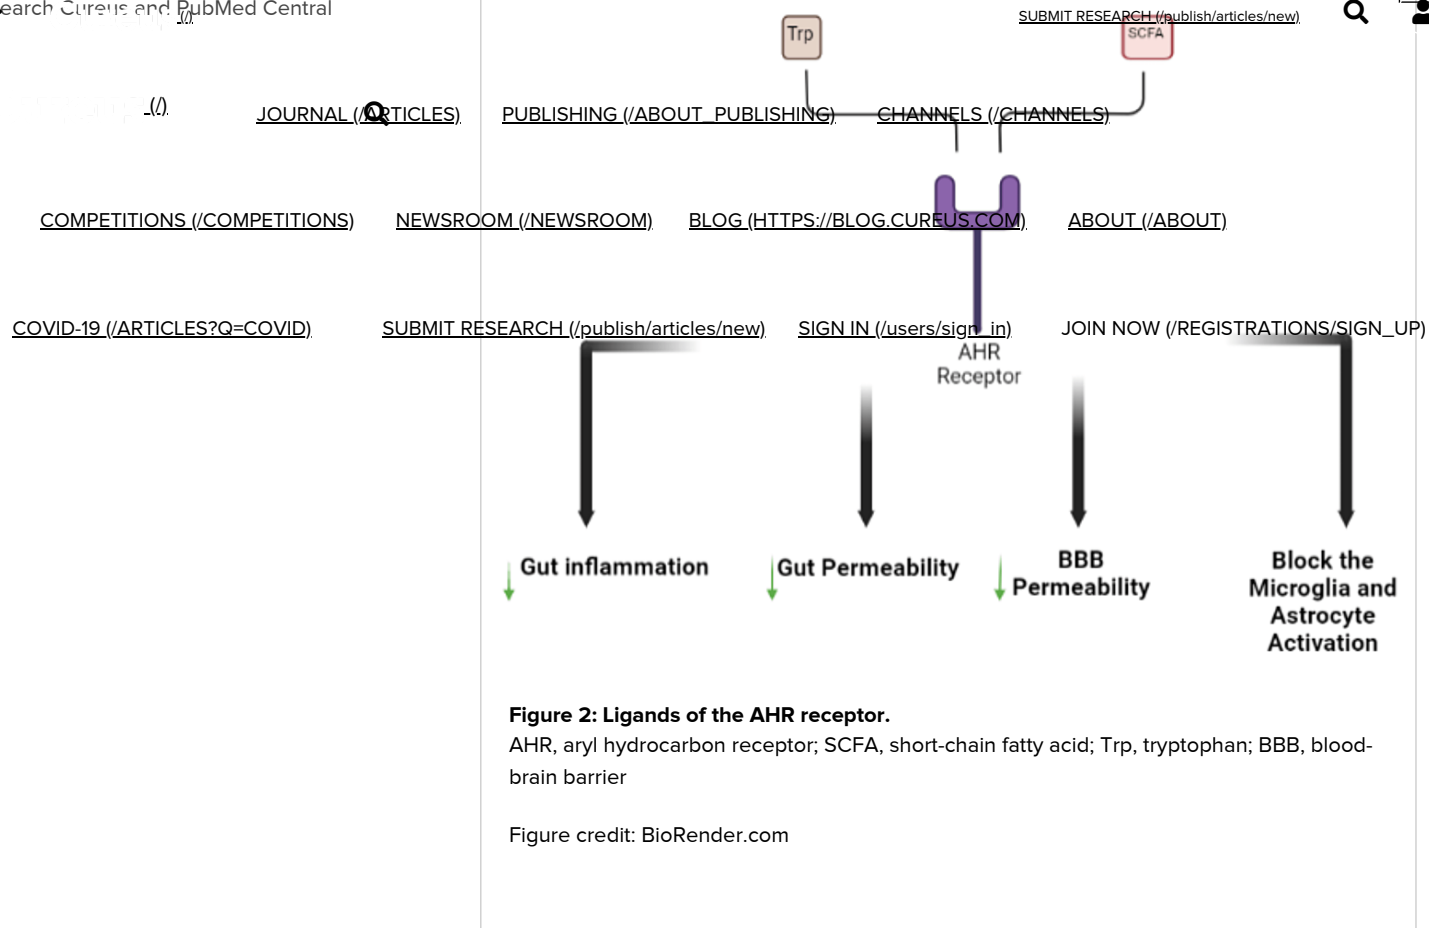 earch Cureus and PubMed Central
(/)
SUBMIT RESEARCH (/publish/articles/new)
Trp
SCFA
(/)
JOURNAL (/ARTICLES)
PUBLISHING (/ABOUT_PUBLISHING)
CHANNELS (/CHANNELS)
COMPETITIONS (/COMPETITIONS)
NEWSROOM (/NEWSROOM)
BLOG (HTTPS://BLOG.CUREUS.COM)
ABOUT (/ABOUT)
COVID-19 (/ARTICLES?Q=COVID)
SUBMIT RESEARCH (/publish/articles/new)
SIGN IN (/users/sign_in)
JOIN NOW (/REGISTRATIONS/SIGN_UP)
AHR
Receptor
Gut inflammation
Gut Permeability
BBB
Permeability
Block the
Microglia and
Astrocyte
Activation
Figure 2: Ligands of the AHR receptor.
AHR, aryl hydrocarbon receptor; SCFA, short-chain fatty acid; Trp, tryptophan; BBB, blood-
brain barrier
Figure credit: BioRender.com